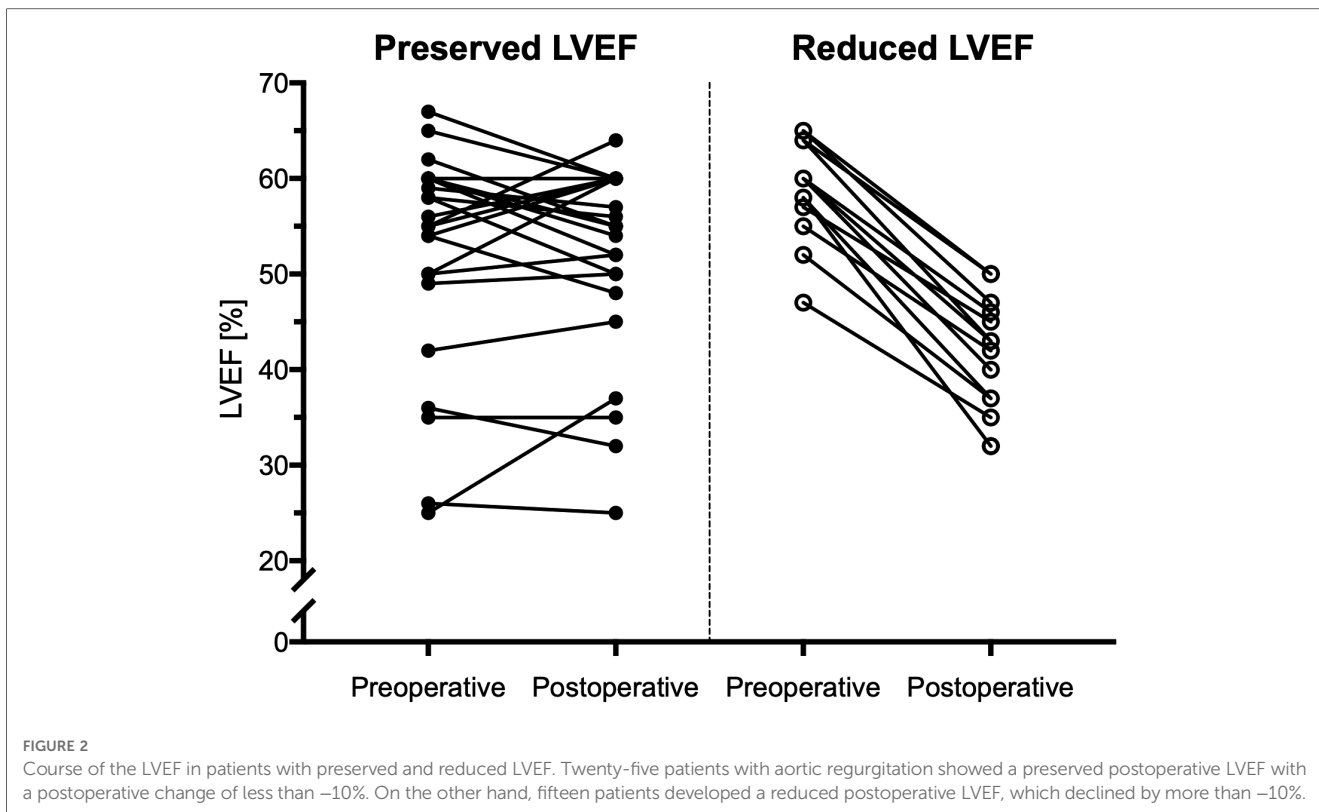 Preserved LVEF
Reduced LVEF
LVEF [%]
70
60
50
40
30
20
0
Preoperative
Postoperative
Preoperative
Postoperative
FIGURE 2
Course of the LVEF in patients with preserved and reduced LVEF. Twenty-five patients with aortic regurgitation showed a preserved postoperative LVEF with
a postoperative change of less than −10%. On the other hand, fifteen patients developed a reduced postoperative LVEF, which declined by more than −10%.